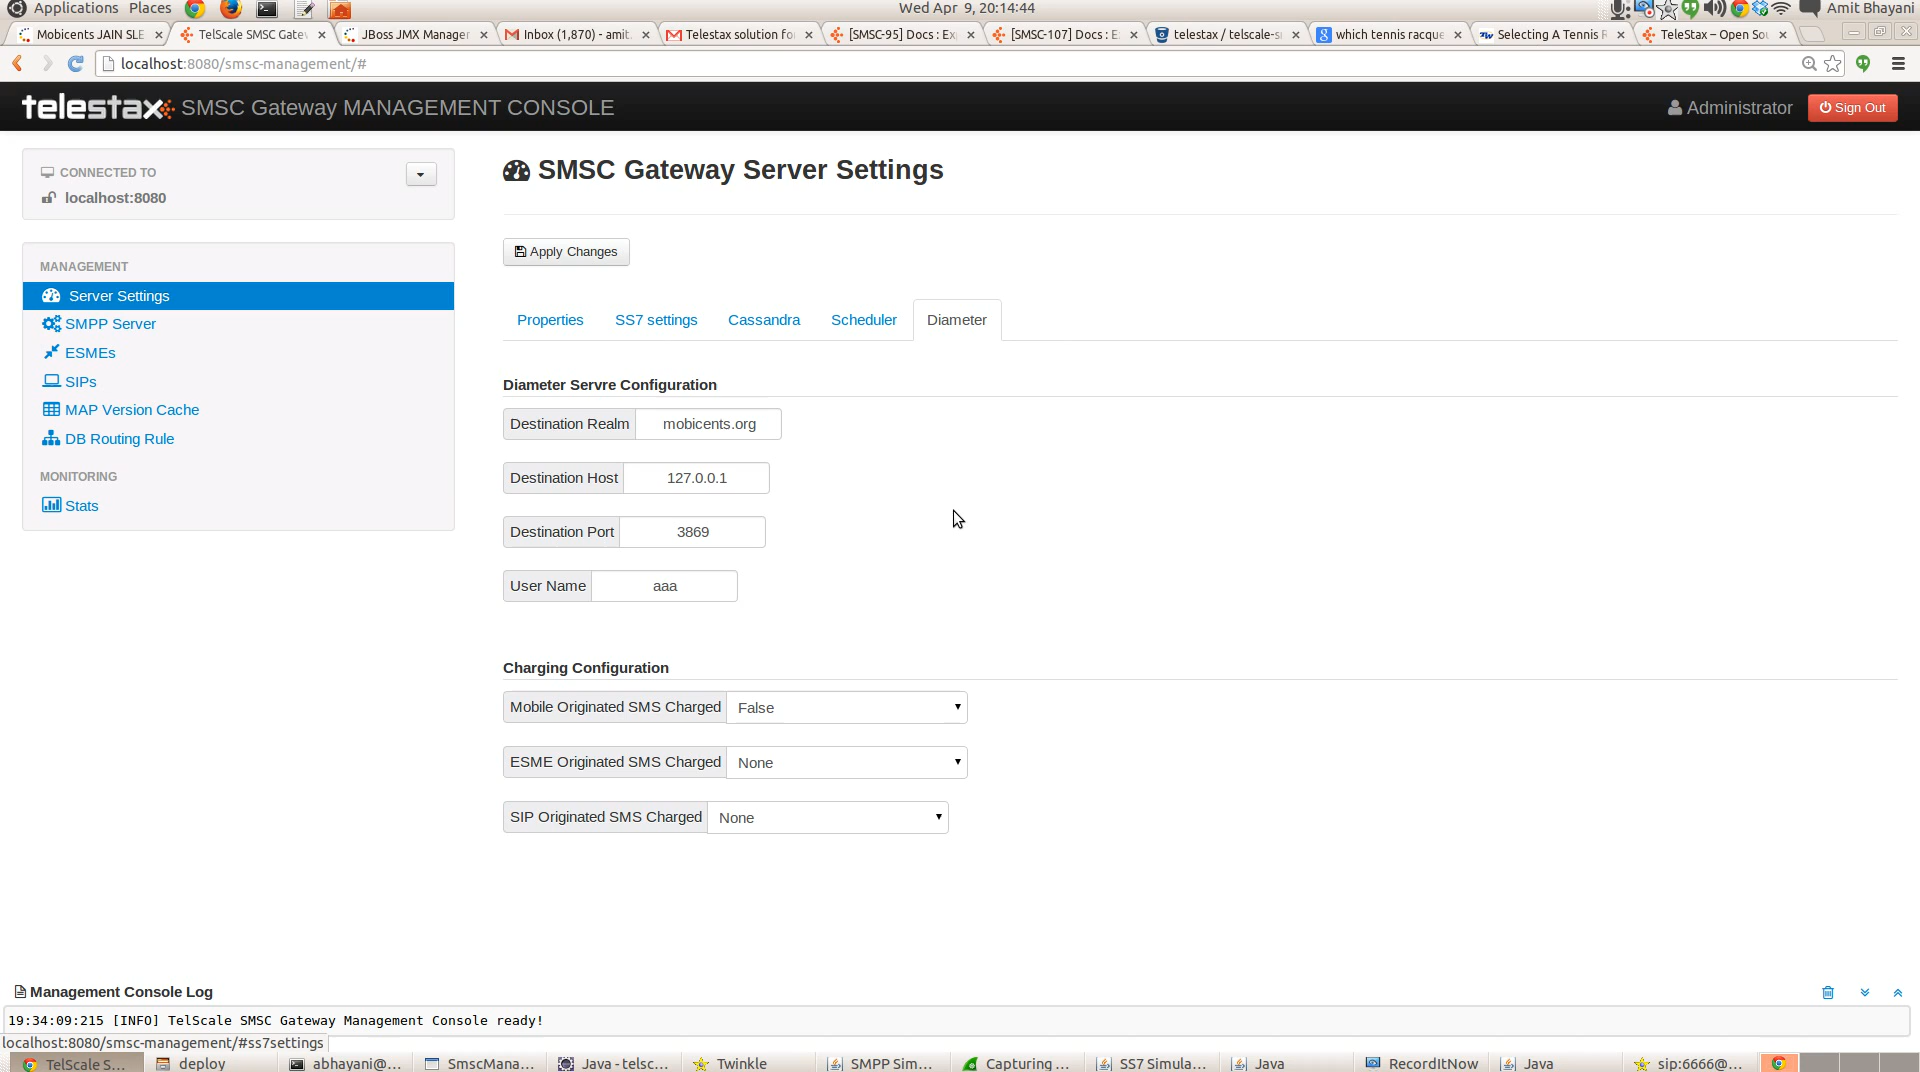 Applications Places Wed Apr 9, 20:14:44 Amit Bhayani
Mobicents JAIN SLE TelScale SMSC Gatew JBoss JMX Manager Inbox (1,870) - amit. Telestax solution fo [SMSC-95] Docs : Ex [SMSC-107] Docs : E telestax / telscale-s which tennis racque Selecting A Tennis R TeleStax – Open So
localhost:8080/smsc-management/#
telestax SMSC Gateway MANAGEMENT CONSOLE Administrator Sign Out
CONNECTED TO
localhost:8080
MANAGEMENT
Server Settings
SMPP Server
ESMEs
SIPs
MAP Version Cache
DB Routing Rule
MONITORING
Stats
SMSC Gateway Server Settings
Apply Changes
Properties SS7 settings Cassandra Scheduler Diameter
Diameter Servre Configuration
Destination Realm mobicents.org
Destination Host 127.0.0.1
Destination Port 3869
User Name aaa
Charging Configuration
Mobile Originated SMS Charged False
ESME Originated SMS Charged None
SIP Originated SMS Charged None
Management Console Log
19:34:09:215 [INFO] TelScale SMSC Gateway Management Console ready!
localhost:8080/smsc-management/#ss7settings
TelScale S... deploy abhayani@... SmscMana... Java - telsc... Twinkle SMPP Sim... Capturing ... SS7 Simula... Java RecordItNow Java sip:6666@...